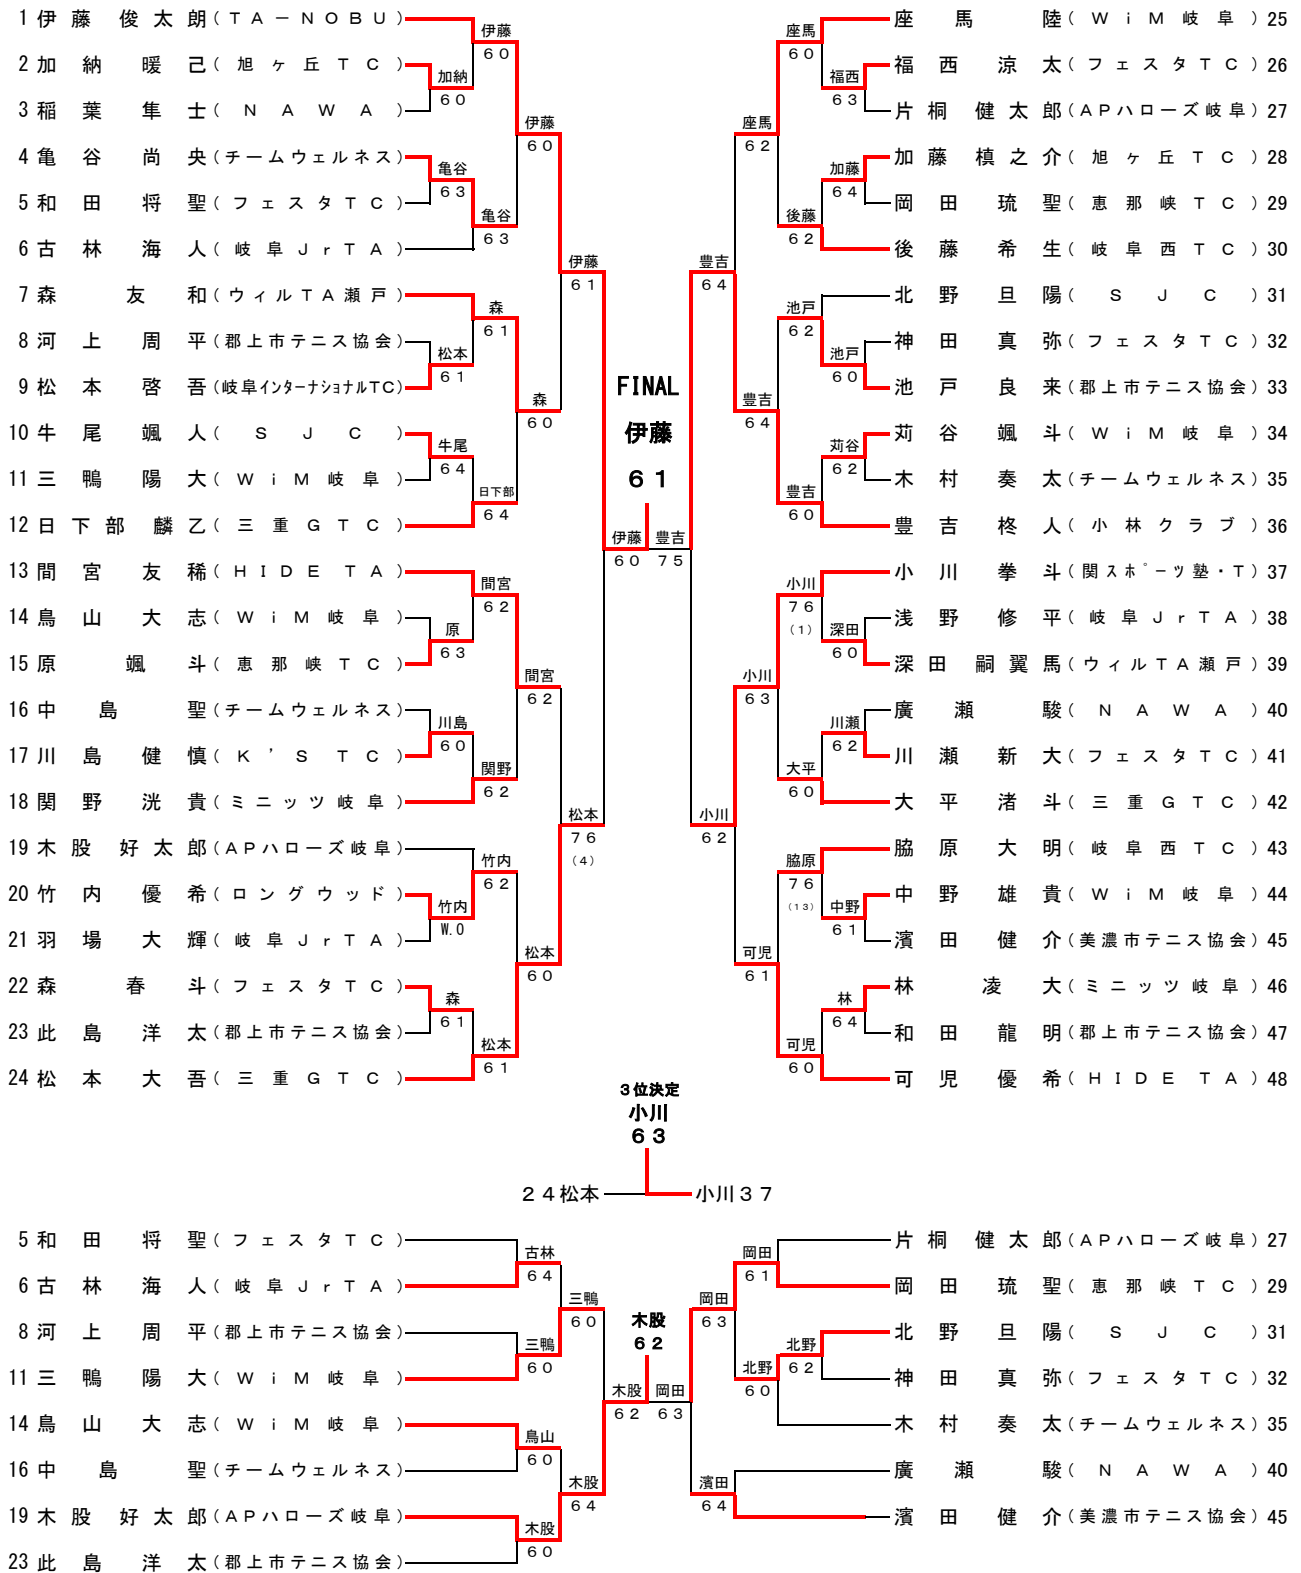 1 伊藤 俊太朗 (TA－NOBU)
2 加納 暖己 (旭ヶ丘TC)
3 稲葉 隼士 (NAWA)
4 亀谷 尚央 (チームウェルネス)
5 和田 将聖 (フェスタTC)
6 古林 海人 (岐阜JrTA)
7 森 友和 (ウィルTA瀬戸)
8 河上 周平 (郡上市テニス協会)
9 松本 啓吾 (岐阜インターナショナルTC)
10 牛尾 颯人 (SJC)
11 三鴨 陽大 (WiM岐阜)
12 日下部 麟乙 (三重GTC)
13 間宮 友稀 (HIDE TA)
14 鳥山 大志 (WiM岐阜)
15 原 颯斗 (恵那峡TC)
16 中島 聖 (チームウェルネス)
17 川島 健慎 (K’S TC)
18 関野 洸貴 (ミニッツ岐阜)
19 木股 好太郎 (APハローズ岐阜)
20 竹内 優希 (ロングウッド)
21 羽場 大輝 (岐阜JrTA)
22 森 春斗 (フェスタTC)
23 此島 洋太 (郡上市テニス協会)
24 松本 大吾 (三重GTC)
加納
60
亀谷
63
松本
61
牛尾
64
原
63
川島
60
竹内
W.0
森
61
伊藤
60
亀谷
63
森
61
日下部
64
間宮
62
関野
62
竹内
62
松本
61
伊藤
60
森
60
間宮
62
松本
60
伊藤
61
松本
76
(4)
伊藤
60
FINAL
伊藤
61
豊吉
75
豊吉
64
小川
62
座馬
62
豊吉
64
小川
63
可児
61
座馬
60
後藤
62
池戸
62
豊吉
60
小川
76
(1)
大平
60
脇原
76
(13)
可児
60
福西
63
加藤
64
池戸
60
苅谷
62
深田
60
川瀬
62
中野
61
林
64
座馬 陸 (WiM岐阜) 25
福西 涼太 (フェスタTC) 26
片桐 健太郎 (APハローズ岐阜) 27
加藤 槙之介 (旭ヶ丘TC) 28
岡田 琉聖 (恵那峡TC) 29
後藤 希生 (岐阜西TC) 30
北野 旦陽 (SJC) 31
神田 真弥 (フェスタTC) 32
池戸 良来 (郡上市テニス協会) 33
苅谷 颯斗 (WiM岐阜) 34
木村 奏太 (チームウェルネス) 35
豊吉 柊人 (小林クラブ) 36
小川 拳斗 (関スポーツ塾・T) 37
浅野 修平 (岐阜JrTA) 38
深田 嗣翼馬 (ウィルTA瀬戸) 39
廣瀬 駿 (NAWA) 40
川瀬 新大 (フェスタTC) 41
大平 渚斗 (三重GTC) 42
脇原 大明 (岐阜西TC) 43
中野 雄貴 (WiM岐阜) 44
濱田 健介 (美濃市テニス協会) 45
林 凌大 (ミニッツ岐阜) 46
和田 龍明 (郡上市テニス協会) 47
可児 優希 (HIDE TA) 48
3位決定
小川
63
24松本
小川37
5 和田 将聖 (フェスタTC)
6 古林 海人 (岐阜JrTA)
8 河上 周平 (郡上市テニス協会)
11 三鴨 陽大 (WiM岐阜)
14 鳥山 大志 (WiM岐阜)
16 中島 聖 (チームウェルネス)
19 木股 好太郎 (APハローズ岐阜)
23 此島 洋太 (郡上市テニス協会)
古林
64
三鴨
60
鳥山
60
木股
60
三鴨
60
木股
64
木股
62
木股
62
岡田
63
岡田
63
濱田
64
岡田
61
北野
60
北野
62
片桐 健太郎 (APハローズ岐阜) 27
岡田 琉聖 (恵那峡TC) 29
北野 旦陽 (SJC) 31
神田 真弥 (フェスタTC) 32
木村 奏太 (チームウェルネス) 35
廣瀬 駿 (NAWA) 40
濱田 健介 (美濃市テニス協会) 45